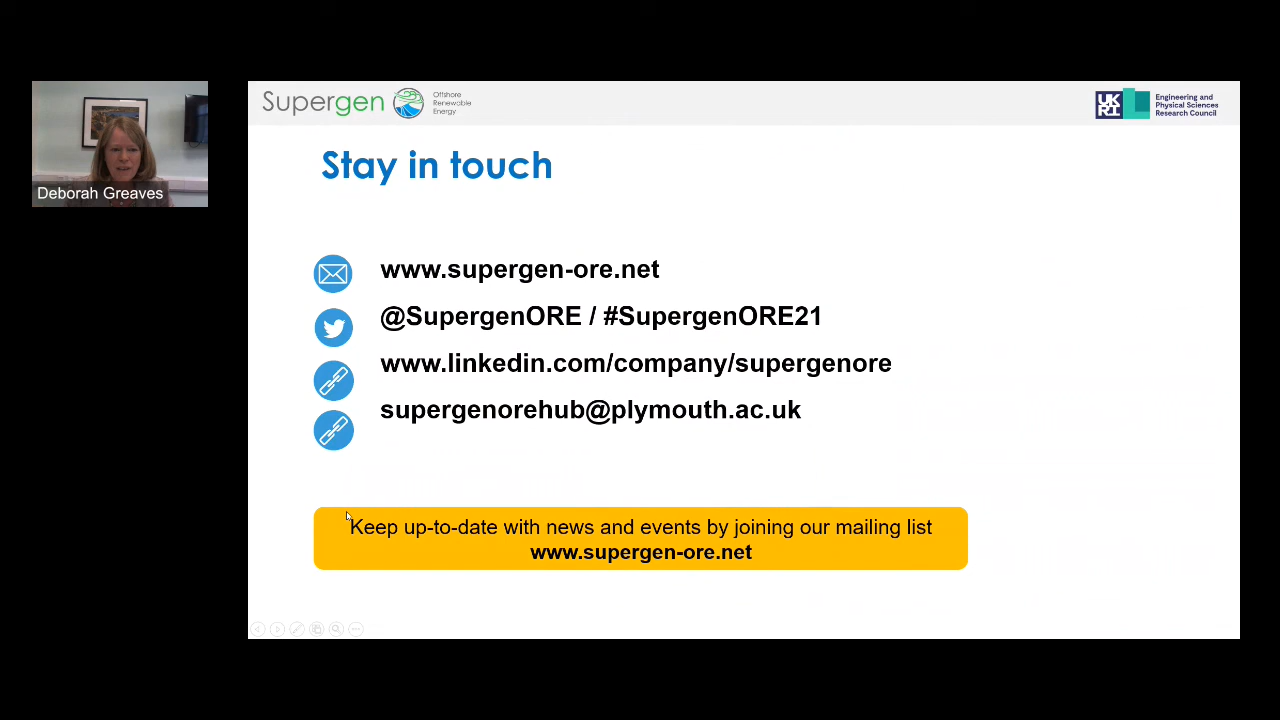 Supergen
Offshore
Renewable
Energy
UKRI
Engineering and
Physical Sciences
Research Council
Deborah Greaves
Stay in touch
www.supergen-ore.net
@SupergenORE / #SupergenORE21
www.linkedin.com/company/supergenore
supergenorehub@plymouth.ac.uk
Keep up-to-date with news and events by joining our mailing list
www.supergen-ore.net